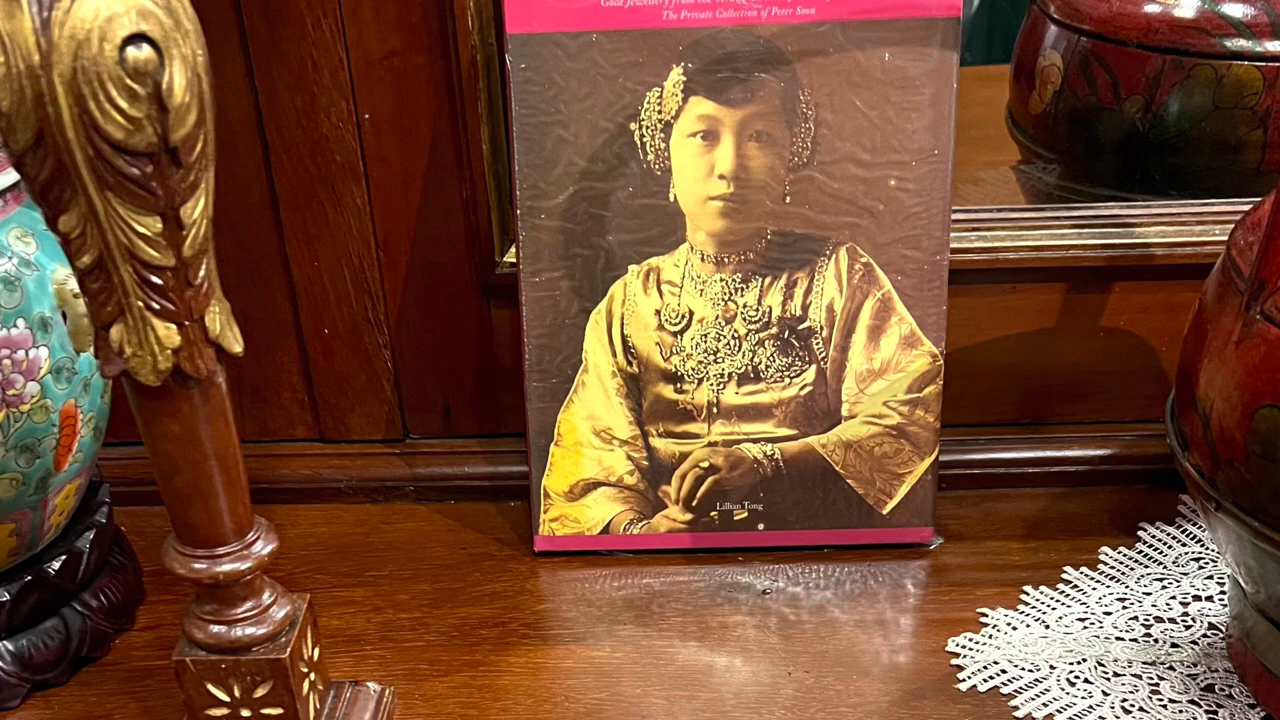 Gold Jewellery from the
The Private Collection of Peter Soon
Lillian Tong